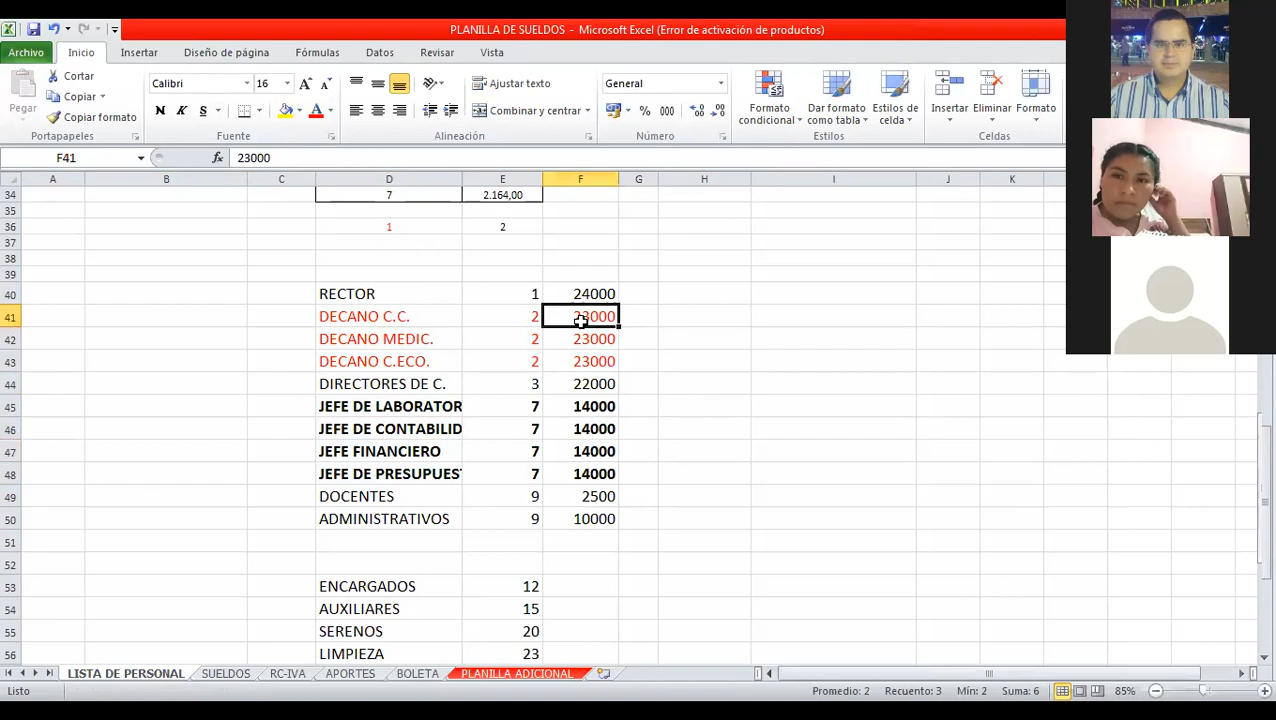 PLANILLA DE SUELDOS - Microsoft Excel (Error de activación de productos)
Archivo Inicio Insertar Diseño de página Fórmulas Datos Revisar Vista
Pegar
Cortar
Copiar
Copiar formato
Portapapeles
Calibri 16
N K S
Fuente
Ajustar texto
Combinar y centrar
Alineación
General
% 000
Número
Formato condicional
Dar formato como tabla
Estilos de celda
Estilos
Insertar Eliminar Formato
Celdas
F41 fx 23000
A B C D E F G H I J K
34 7 2.164,00
35
36 1 2
37
38
39
40 RECTOR 1 24000
41 DECANO C.C. 2 23000
42 DECANO MEDIC. 2 23000
43 DECANO C.ECO. 2 23000
44 DIRECTORES DE C. 3 22000
45 JEFE DE LABORATOR 7 14000
46 JEFE DE CONTABILID 7 14000
47 JEFE FINANCIERO 7 14000
48 JEFE DE PRESUPUEST 7 14000
49 DOCENTES 9 2500
50 ADMINISTRATIVOS 9 10000
51
52
53 ENCARGADOS 12
54 AUXILIARES 15
55 SERENOS 20
56 LIMPIEZA 23
LISTA DE PERSONAL SUELDOS RC-IVA APORTES BOLETA PLANILLA ADICIONAL
Listo Promedio: 2 Recuento: 3 Mín: 2 Suma: 6 85%